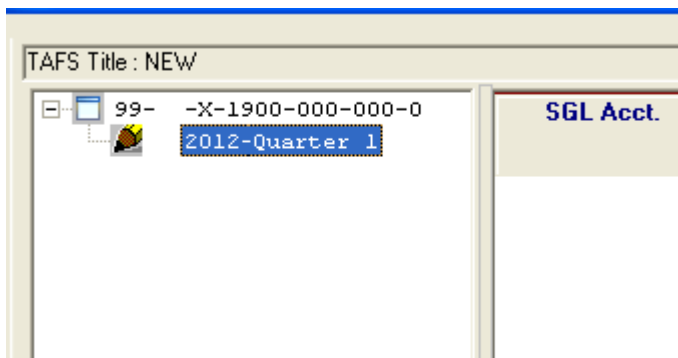 TAFS Title : NEW
99-   -X-1900-000-000-0
2012-Quarter 1
SGL Acct.